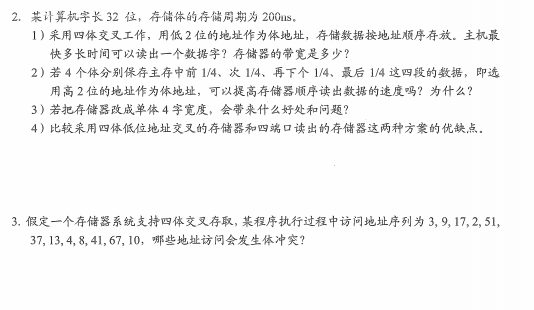 2. 某计算机字长 32 位，存储体的存储周期为 200ns。
1）采用四体交叉工作，用低 2 位的地址作为体地址，存储数据按地址顺序存放。主机最
快多长时间可以读出一个数据字？存储器的带宽是多少？
2）若 4 个体分别保存主存中前 1/4、次 1/4、再下个 1/4、最后 1/4 这四段的数据，即选
用高 2 位的地址作为体地址，可以提高存储器顺序读出数据的速度吗？为什么？
3）若把存储器改成单体 4 字宽度，会带来什么好处和问题？
4）比较采用四体低位地址交叉的存储器和四端口读出的存储器这两种方案的优缺点。
3. 假定一个存储器系统支持四体交叉存取，某程序执行过程中访问地址序列为 3, 9, 17, 2, 51,
37, 13, 4, 8, 41, 67, 10，哪些地址访问会发生体冲突？